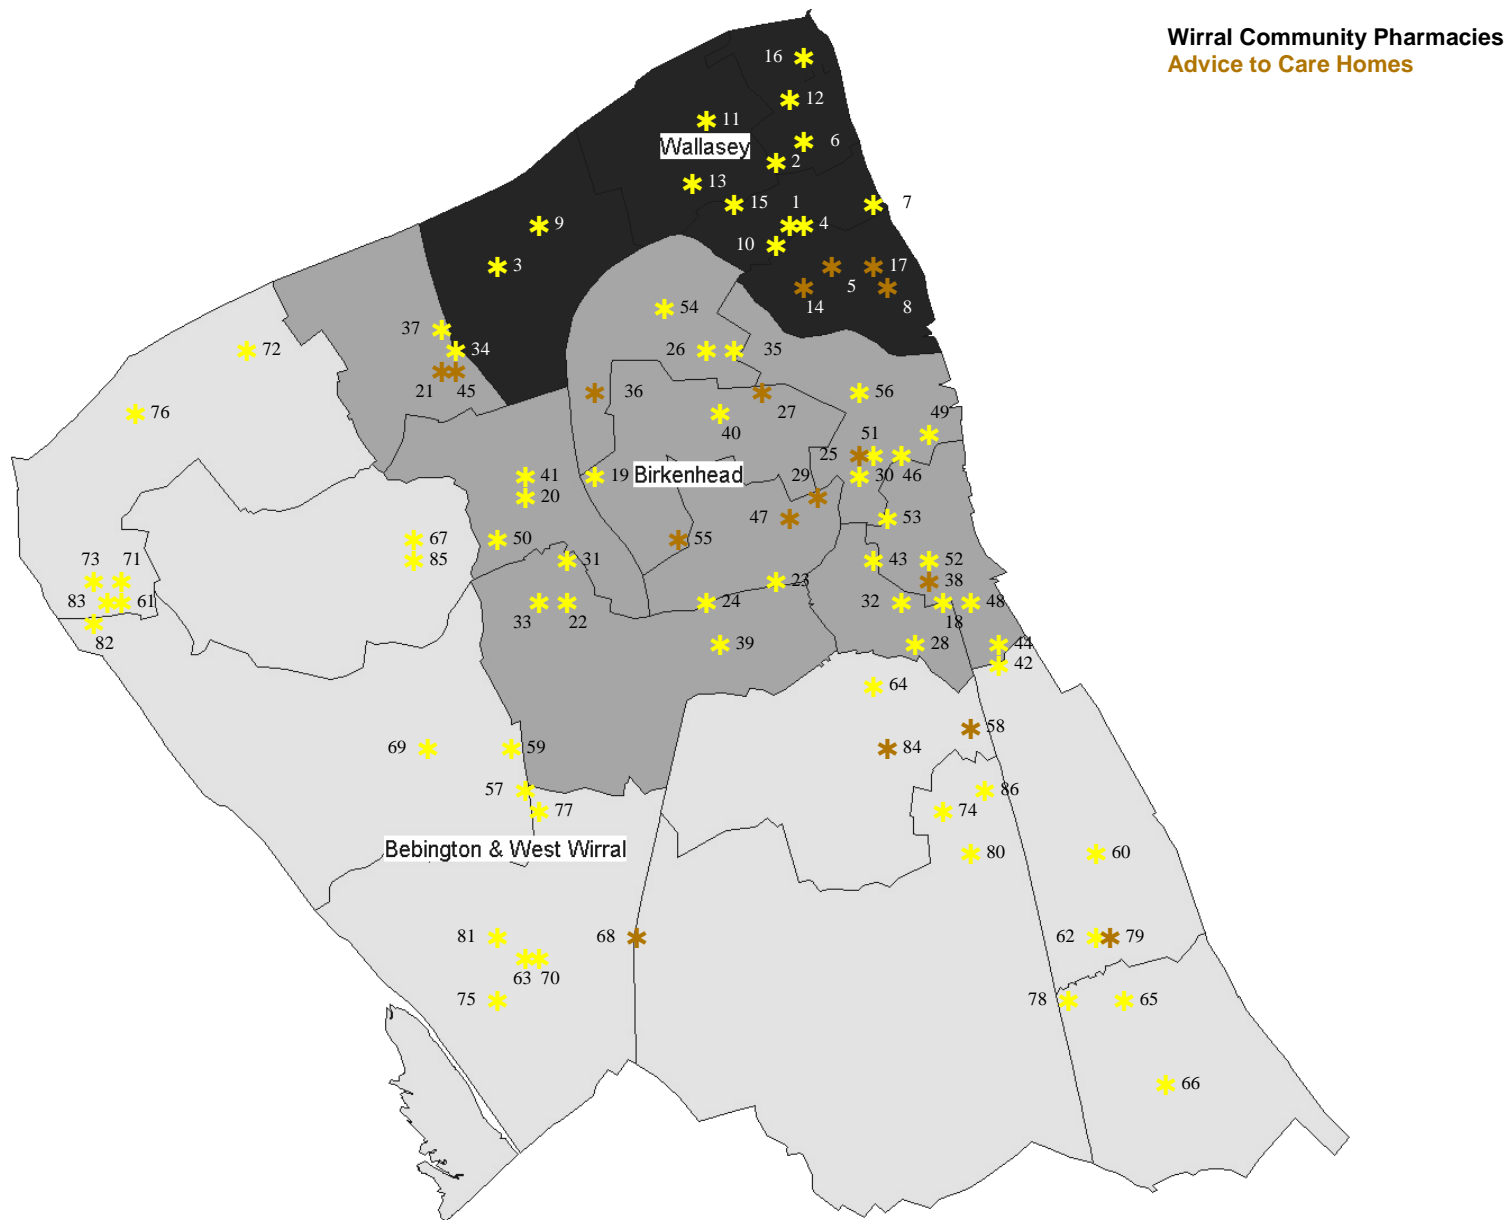 Wirral Community Pharmacies
Advice to Care Homes
16
12
11
6
Wallasey
2
13
15 1 7
9 4
10
3 17
5
14 8
54
37
72 34 26 35
21 45 36 56
76 27 49
40 51
25
41 19 Birkenhead 29 30 46
20
47 53
67 50 55
73 71 85 31 43 52
23 38
83 61 33 22 24 32 48
82 18
39 28 44
42
64
58
69 59 84
57 86
77 74
Bebington & West Wirral 80 60
81 68 62 79
63 70
75 78 65
66